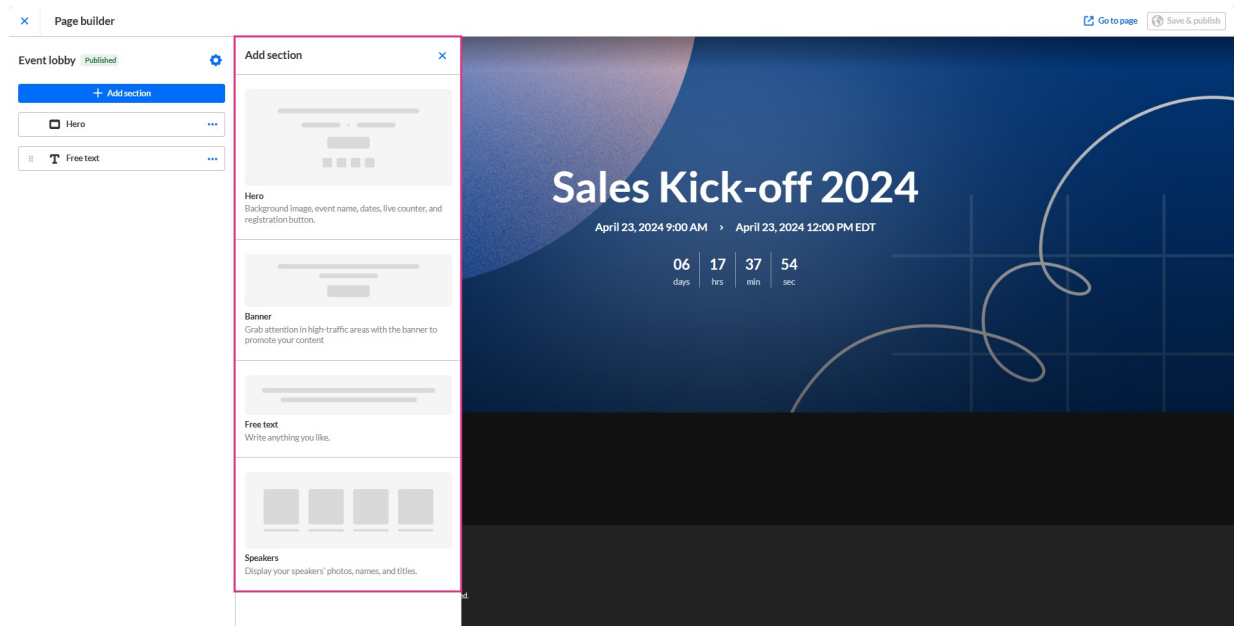 Page builder
Go to page
Save & publish
Event lobby Published
Add section
Hero
Free text
Add section
Hero
Background image, event name, dates, live counter, and
registration button.
Banner
Grab attention in high-traffic areas with the banner to
promote your content
Free text
Write anything you like.
Speakers
Display your speakers' photos, names, and titles.
Sales Kick-off 2024
April 23, 2024 9:00 AM › April 23, 2024 12:00 PM EDT
06 17 37 54
days hrs min sec